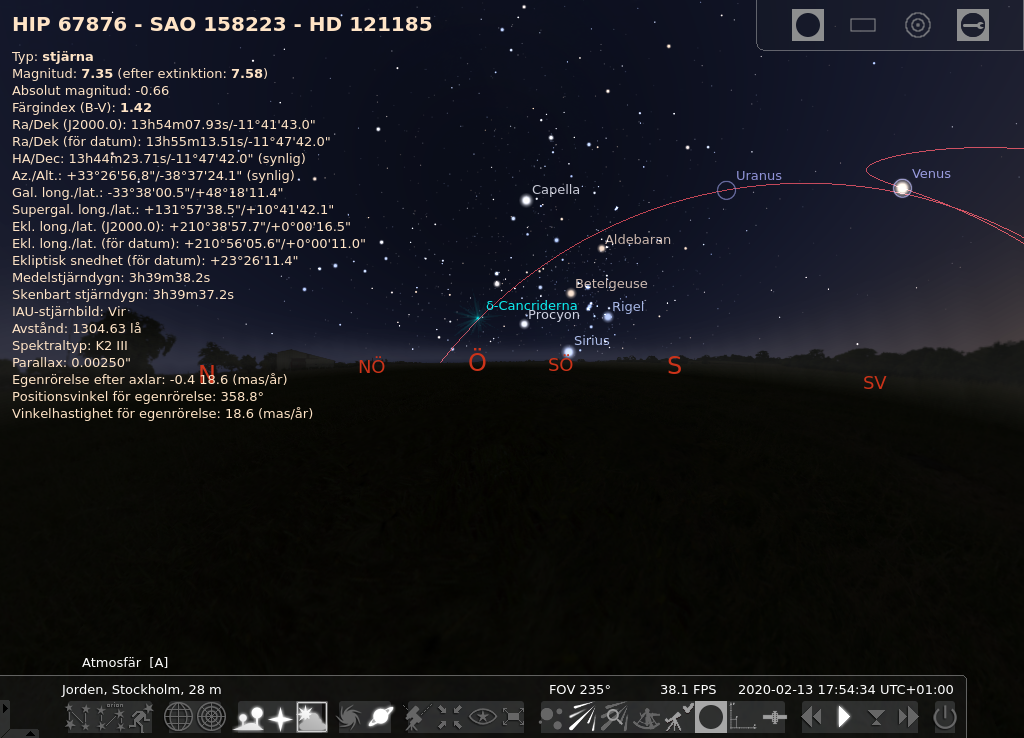 HIP 67876 - SAO 158223 - HD 121185
Typ: stjärna
Magnitud: 7.35 (efter extinktion: 7.58)
Absolut magnitud: -0.66
Färgindex (B-V): 1.42
Ra/Dek (J2000.0): 13h54m07.93s/-11°41'43.0"
Ra/Dek (för datum): 13h55m13.51s/-11°47'42.0"
HA/Dec: 13h44m23.71s/-11°47'42.0" (synlig)
Az./Alt.: +33°26'56,8"/-38°37'24.1" (synlig)
Gal. long./lat.: -33°38'00.5"/+48°18'11.4"
Supergal. long./lat.: +131°57'38.5"/+10°41'42.1"
Ekl. long./lat. (J2000.0): +210°38'57.7"/+0°00'16.5"
Ekl. long./lat. (för datum): +210°56'05.6"/+0°00'11.0"
Ekliptisk snedhet (för datum): +23°26'11.4"
Medelstjärndygn: 3h39m38.2s
Skenbart stjärndygn: 3h39m37.2s
IAU-stjärnbild: Vir
Avstånd: 1304.63 lå
Spektraltyp: K2 III
Parallax: 0.00250"
Egenrörelse efter axlar: -0.4 18.6 (mas/år)
Positionsvinkel för egenrörelse: 358.8°
Vinkelhastighet för egenrörelse: 18.6 (mas/år)
Uranus
Venus
Capella
Aldebaran
Betelgeuse
δ-Cancriderna
Procyon
Rigel
Sirius
N
NÖ
Ö
SO
S
SV
Atmosfär [A]
Jorden, Stockholm, 28 m
FOV 235°
38.1 FPS
2020-02-13 17:54:34 UTC+01:00